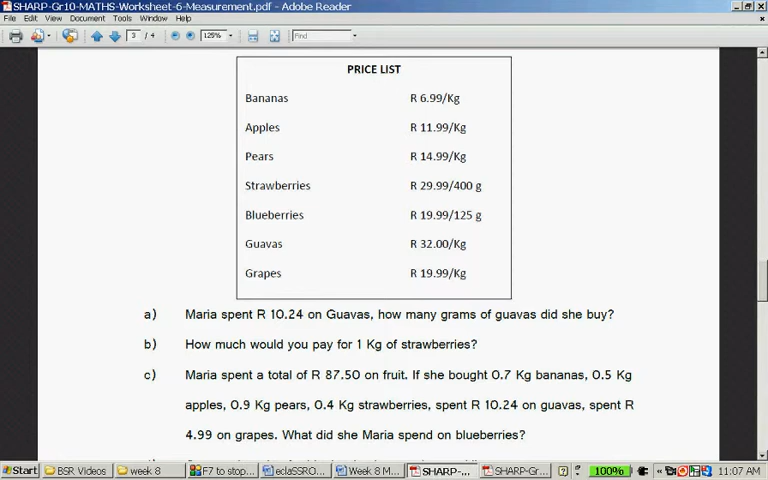 SHARP-Gr10-MATHS-Worksheet-6-Measurement.pdf - Adobe Reader
File Edit View Document Tools Window Help
3 / 4 125% Find
PRICE LIST
Bananas R 6.99/Kg
Apples R 11.99/Kg
Pears R 14.99/Kg
Strawberries R 29.99/400 g
Blueberries R 19.99/125 g
Guavas R 32.00/Kg
Grapes R 19.99/Kg
a) Maria spent R 10.24 on Guavas, how many grams of guavas did she buy?
b) How much would you pay for 1 Kg of strawberries?
c) Maria spent a total of R 87.50 on fruit. If she bought 0.7 Kg bananas, 0.5 Kg
apples, 0.9 Kg pears, 0.4 Kg strawberries, spent R 10.24 on guavas, spent R
4.99 on grapes. What did she Maria spend on blueberries?
Start BSR Videos week 8 F7 to stop... eclaSSRO... Week 8 M... SHARP-... SHARP-Gr... 100% 11:07 AM